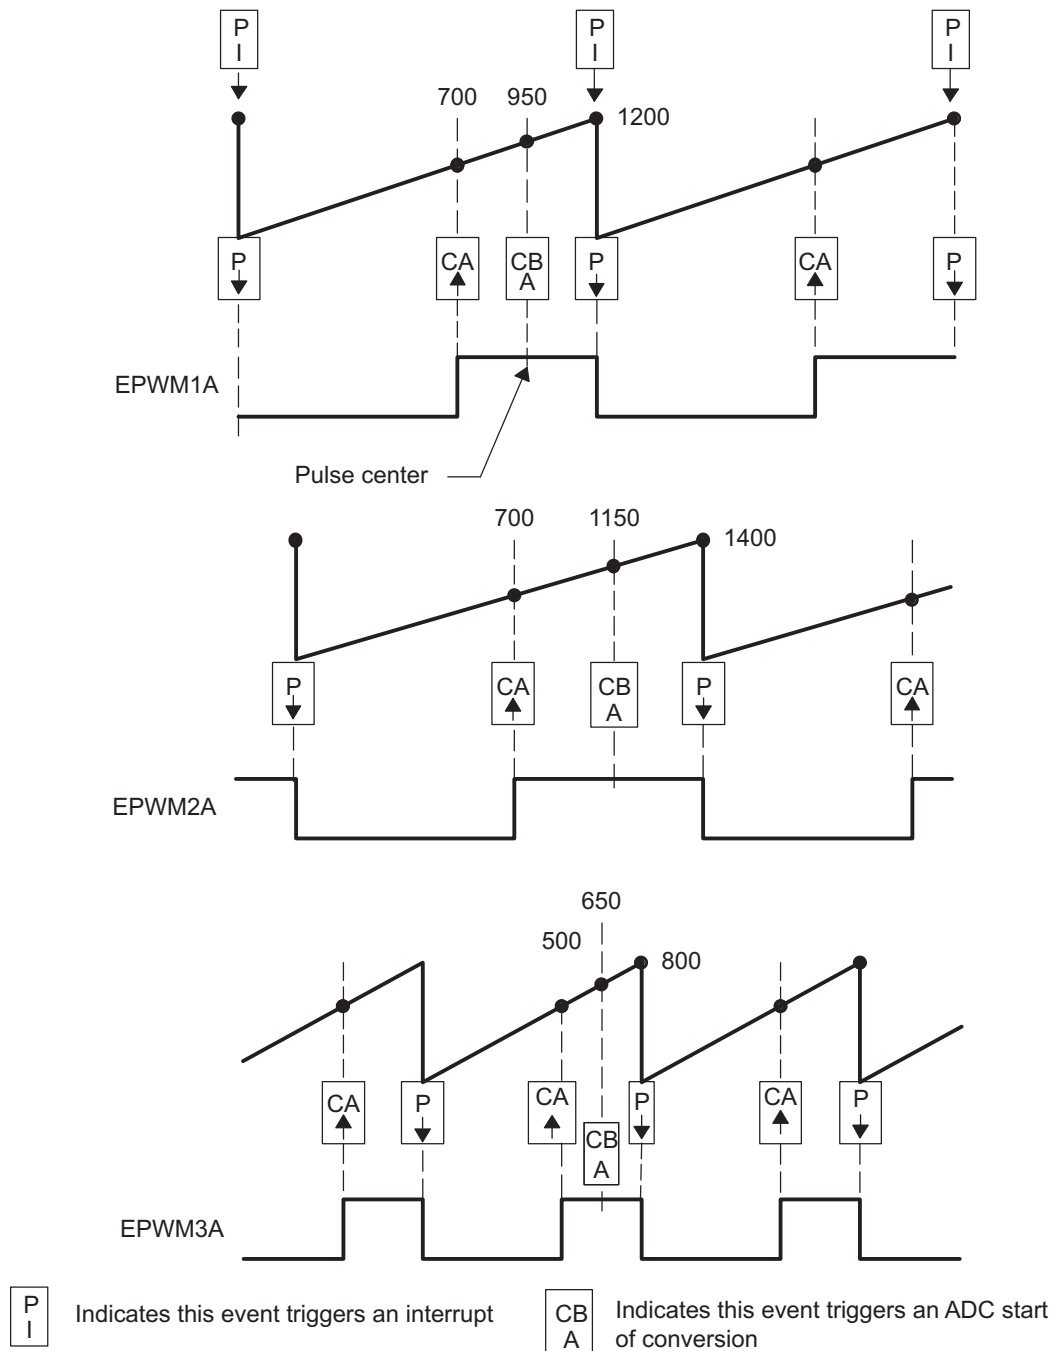 P P P
I I I
700 950
1200
P CA CB P CA P
A
EPWM1A
Pulse center
700 1150
1400
P CA CB P CA
A
EPWM2A
650
500
800
CA P CA P CA P
CB
A
EPWM3A
P
I
Indicates this event triggers an interrupt
CB
A
Indicates this event triggers an ADC start
of conversion